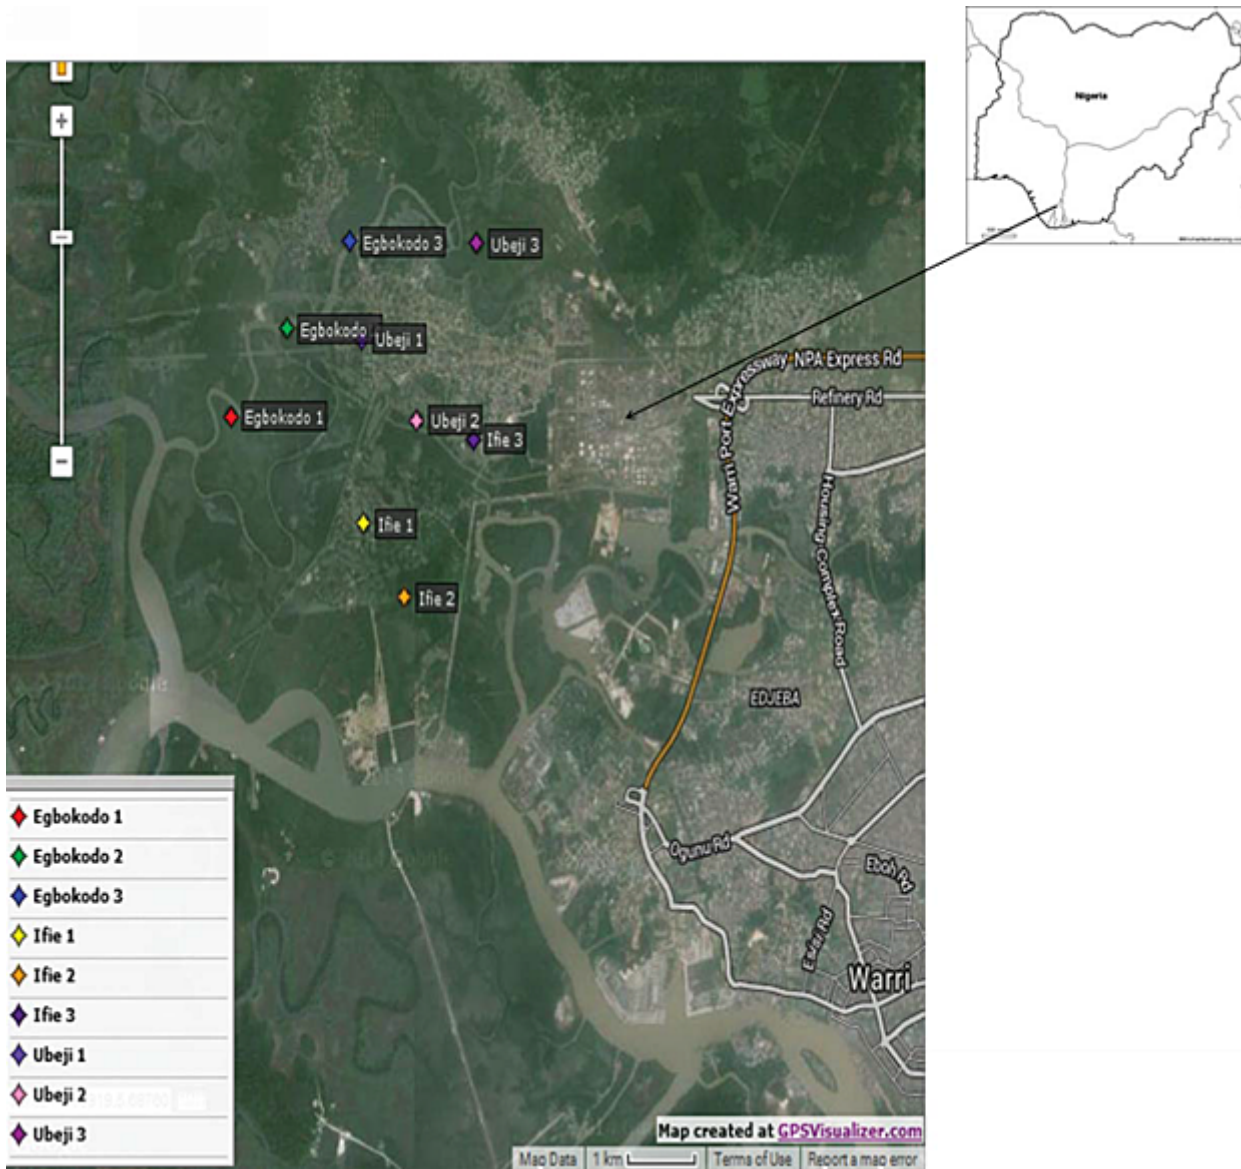 Nigeria
Egbokodo 3
Ubeji 3
Egbokodo
Ubeji 1
Egbokodo 1
Ubeji 2
Ifie 3
Ifie 1
Ifie 2
NPA Express Rd
Warri Port Expressway
Refinery Rd
Housing Complex Road
EDJEBA
Ogunu Rd
Eboh Rd
Esisi Rd
Warri
Egbokodo 1
Egbokodo 2
Egbokodo 3
Ifie 1
Ifie 2
Ifie 3
Ubeji 1
Ubeji 2
Ubeji 3
Map created at GPSVisualizer.com
Map Data
1 km
Terms of Use
Report a map error